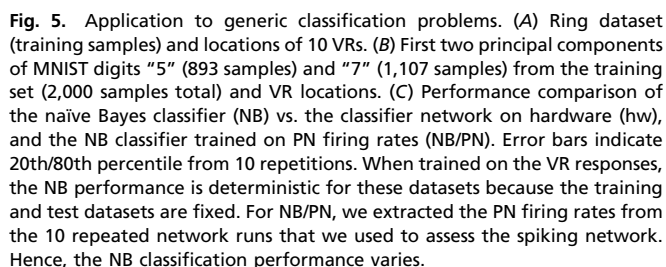 Fig. 5. Application to generic classification problems. (A) Ring dataset
(training samples) and locations of 10 VRs. (B) First two principal components
of MNIST digits “5” (893 samples) and “7” (1,107 samples) from the training
set (2,000 samples total) and VR locations. (C) Performance comparison of
the naïve Bayes classifier (NB) vs. the classifier network on hardware (hw),
and the NB classifier trained on PN firing rates (NB/PN). Error bars indicate
20th/80th percentile from 10 repetitions. When trained on the VR responses,
the NB performance is deterministic for these datasets because the training
and test datasets are fixed. For NB/PN, we extracted the PN firing rates from
the 10 repeated network runs that we used to assess the spiking network.
Hence, the NB classification performance varies.